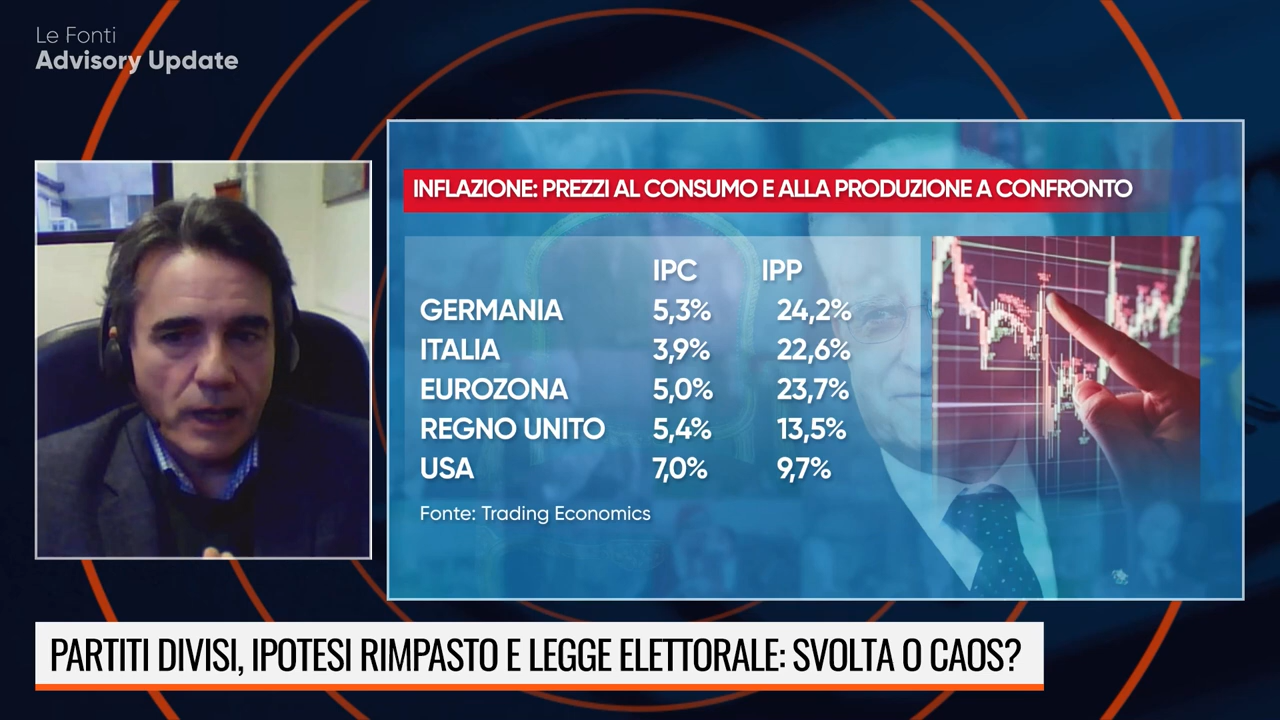 Le Fonti
Advisory Update
INFLAZIONE: PREZZI AL CONSUMO E ALLA PRODUZIONE A CONFRONTO
IPC IPP
GERMANIA 5,3% 24,2%
ITALIA 3,9% 22,6%
EUROZONA 5,0% 23,7%
REGNO UNITO 5,4% 13,5%
USA 7,0% 9,7%
Fonte: Trading Economics
PARTITI DIVISI, IPOTESI RIMPASTO E LEGGE ELETTORALE: SVOLTA O CAOS?